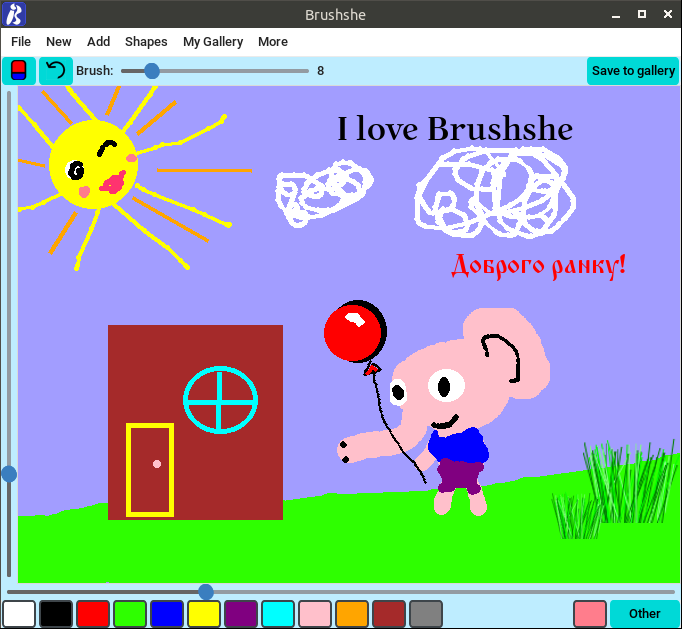 Brushshe
File New Add Shapes My Gallery More
Brush: 8 Save to gallery
I love Brushshe
Доброго ранку!
Other